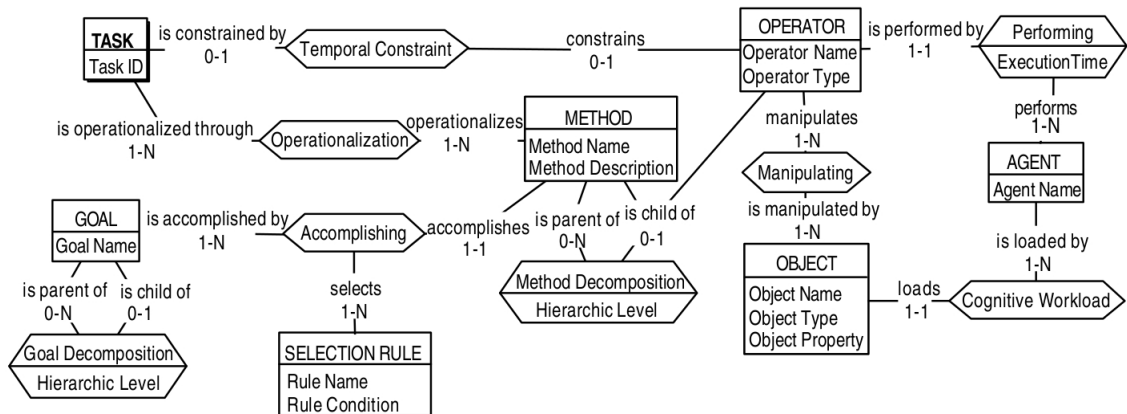 TASK
Task ID
is constrained by
0-1
Temporal Constraint
constrains
0-1
OPERATOR
Operator Name
Operator Type
is performed by
1-1
Performing
ExecutionTime
is operationalized through
1-N
Operationalization
operationalizes
1-N
METHOD
Method Name
Method Description
manipulates
1-N
Manipulating
performs
1-N
AGENT
Agent Name
GOAL
Goal Name
is accomplished by
1-N
Accomplishing
accomplishes
1-1
is parent of
0-N
is child of
0-1
is manipulated by
1-N
is loaded by
1-N
is parent of
0-N
is child of
0-1
selects
1-N
Method Decomposition
Hierarchic Level
OBJECT
Object Name
Object Type
Object Property
loads
1-1
Cognitive Workload
Goal Decomposition
Hierarchic Level
SELECTION RULE
Rule Name
Rule Condition